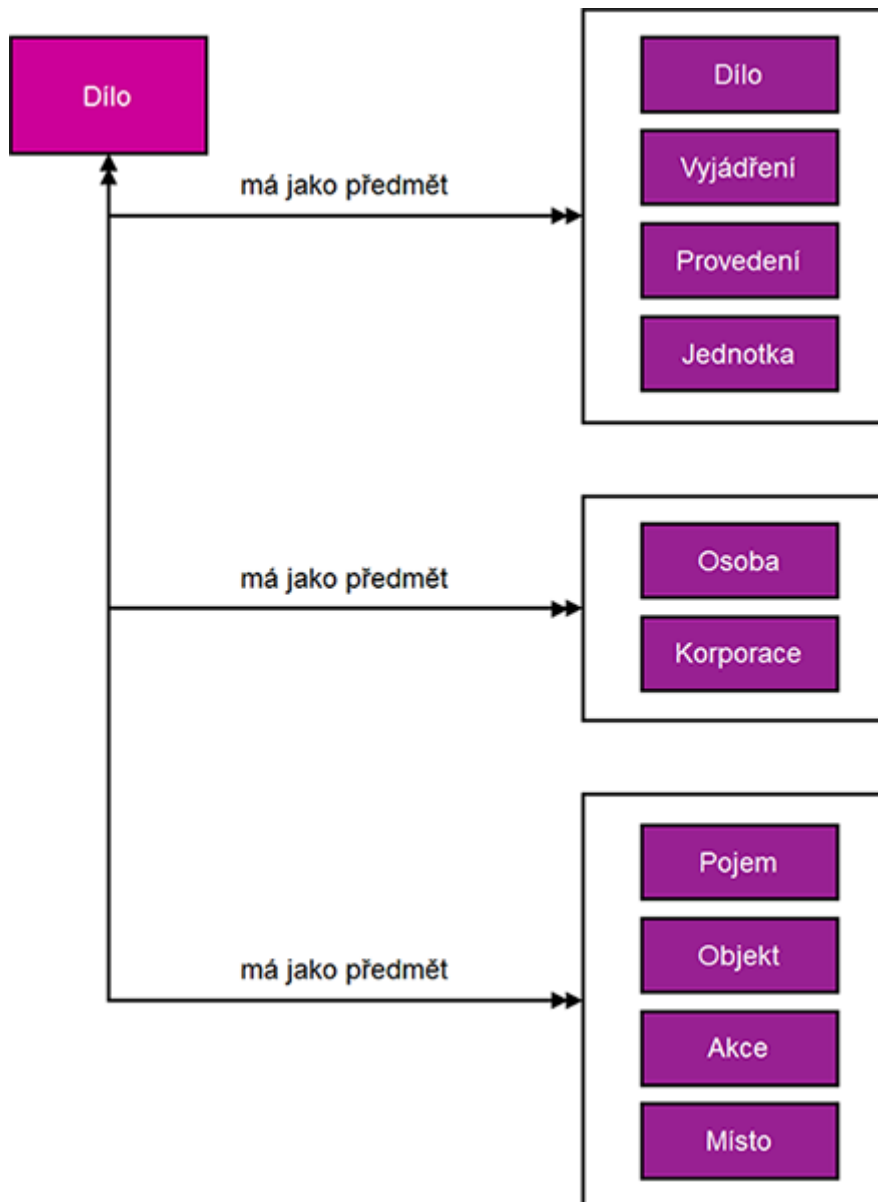 Dílo
má jako předmět
Dílo
Vyjádření
Provedení
Jednotka
má jako předmět
Osoba
Korporace
má jako předmět
Pojem
Objekt
Akce
Místo